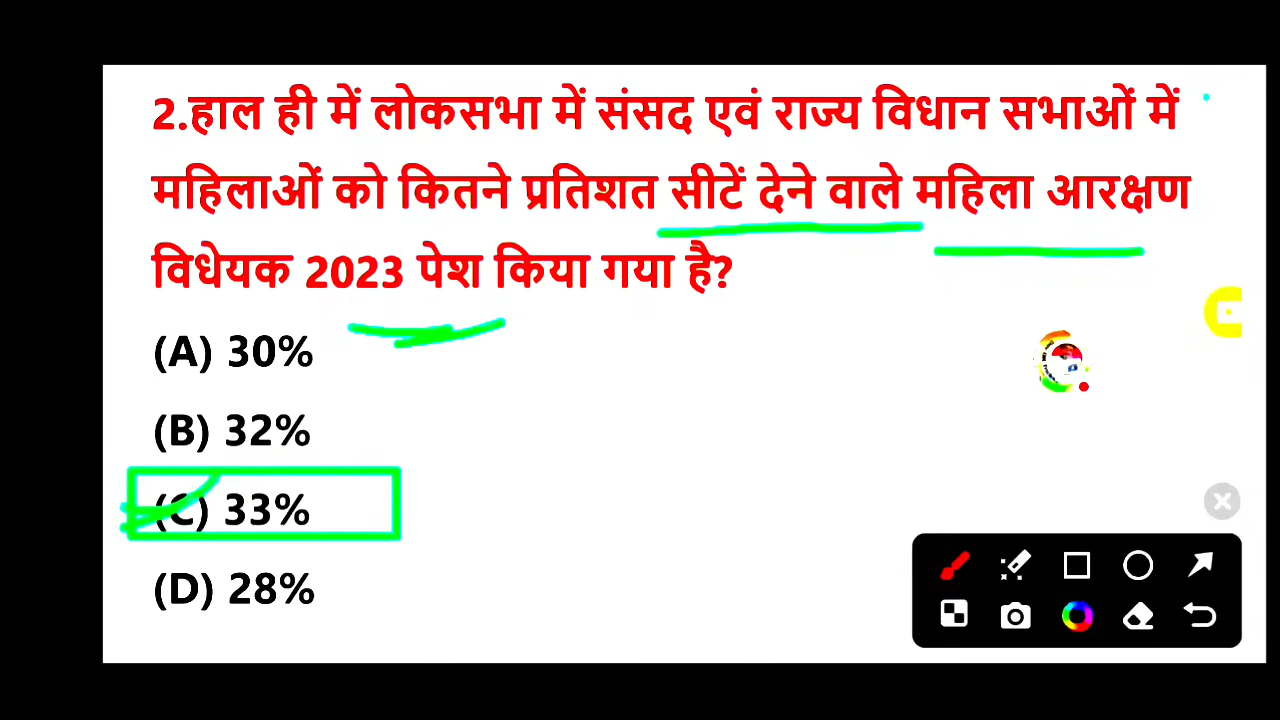 2.हाल ही में लोकसभा में संसद एवं राज्य विधान सभाओं में
महिलाओं को कितने प्रतिशत सीटें देने वाले महिला आरक्षण
विधेयक 2023 पेश किया गया है?
(A) 30%
(B) 32%
(C) 33%
(D) 28%